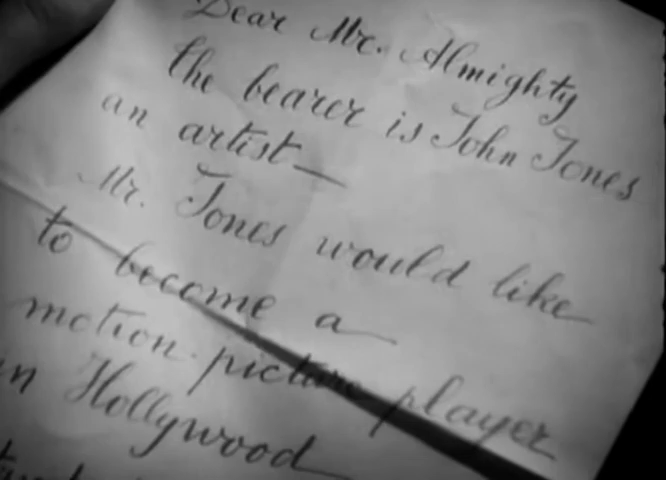 Dear Mr. Almighty
the bearer is John Jones
an artist—
Mr. Jones would like
to become a
motion-picture player
in Hollywood